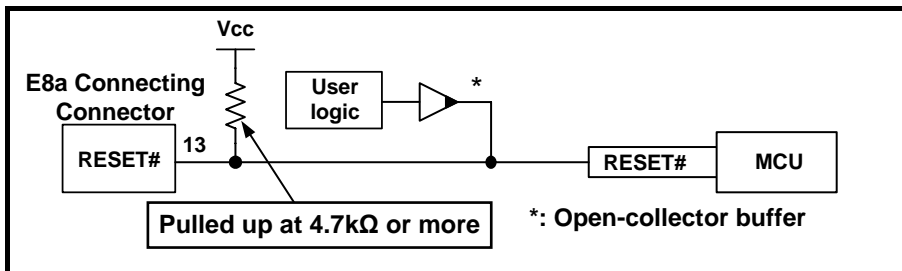 Vcc
E8a Connecting
Connector
User
logic
*
RESET#
13
RESET#
MCU
Pulled up at 4.7kΩ or more
*: Open-collector buffer